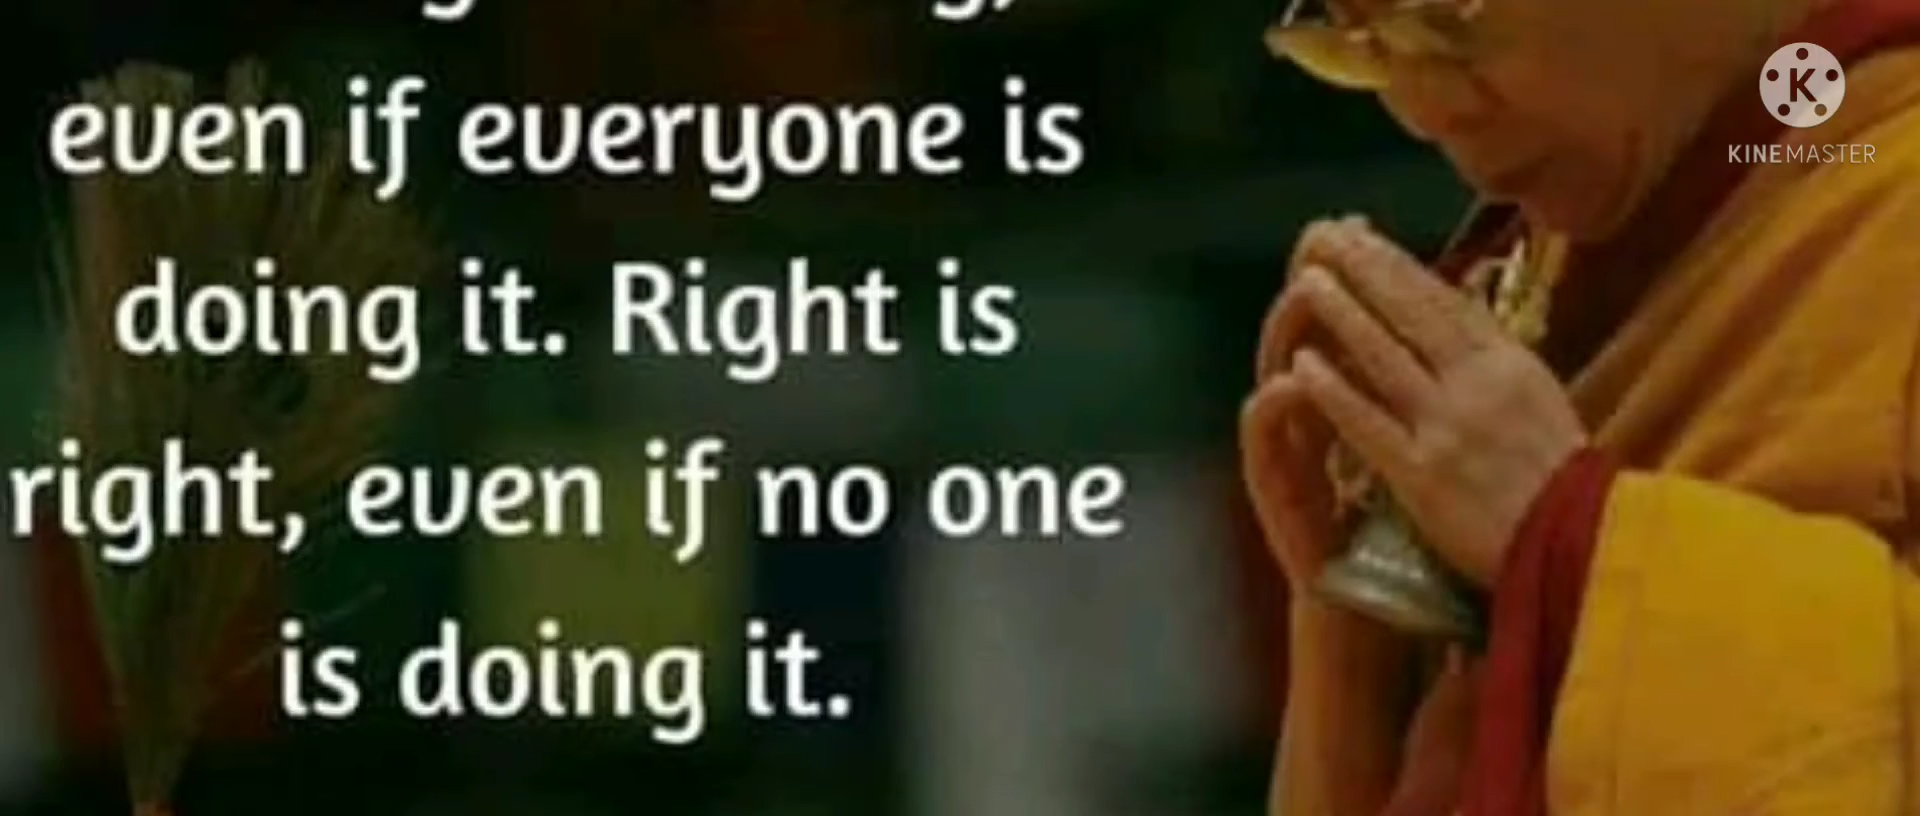 even if everyone is
doing it. Right is
right, even if no one
is doing it.
K
KINEMASTER